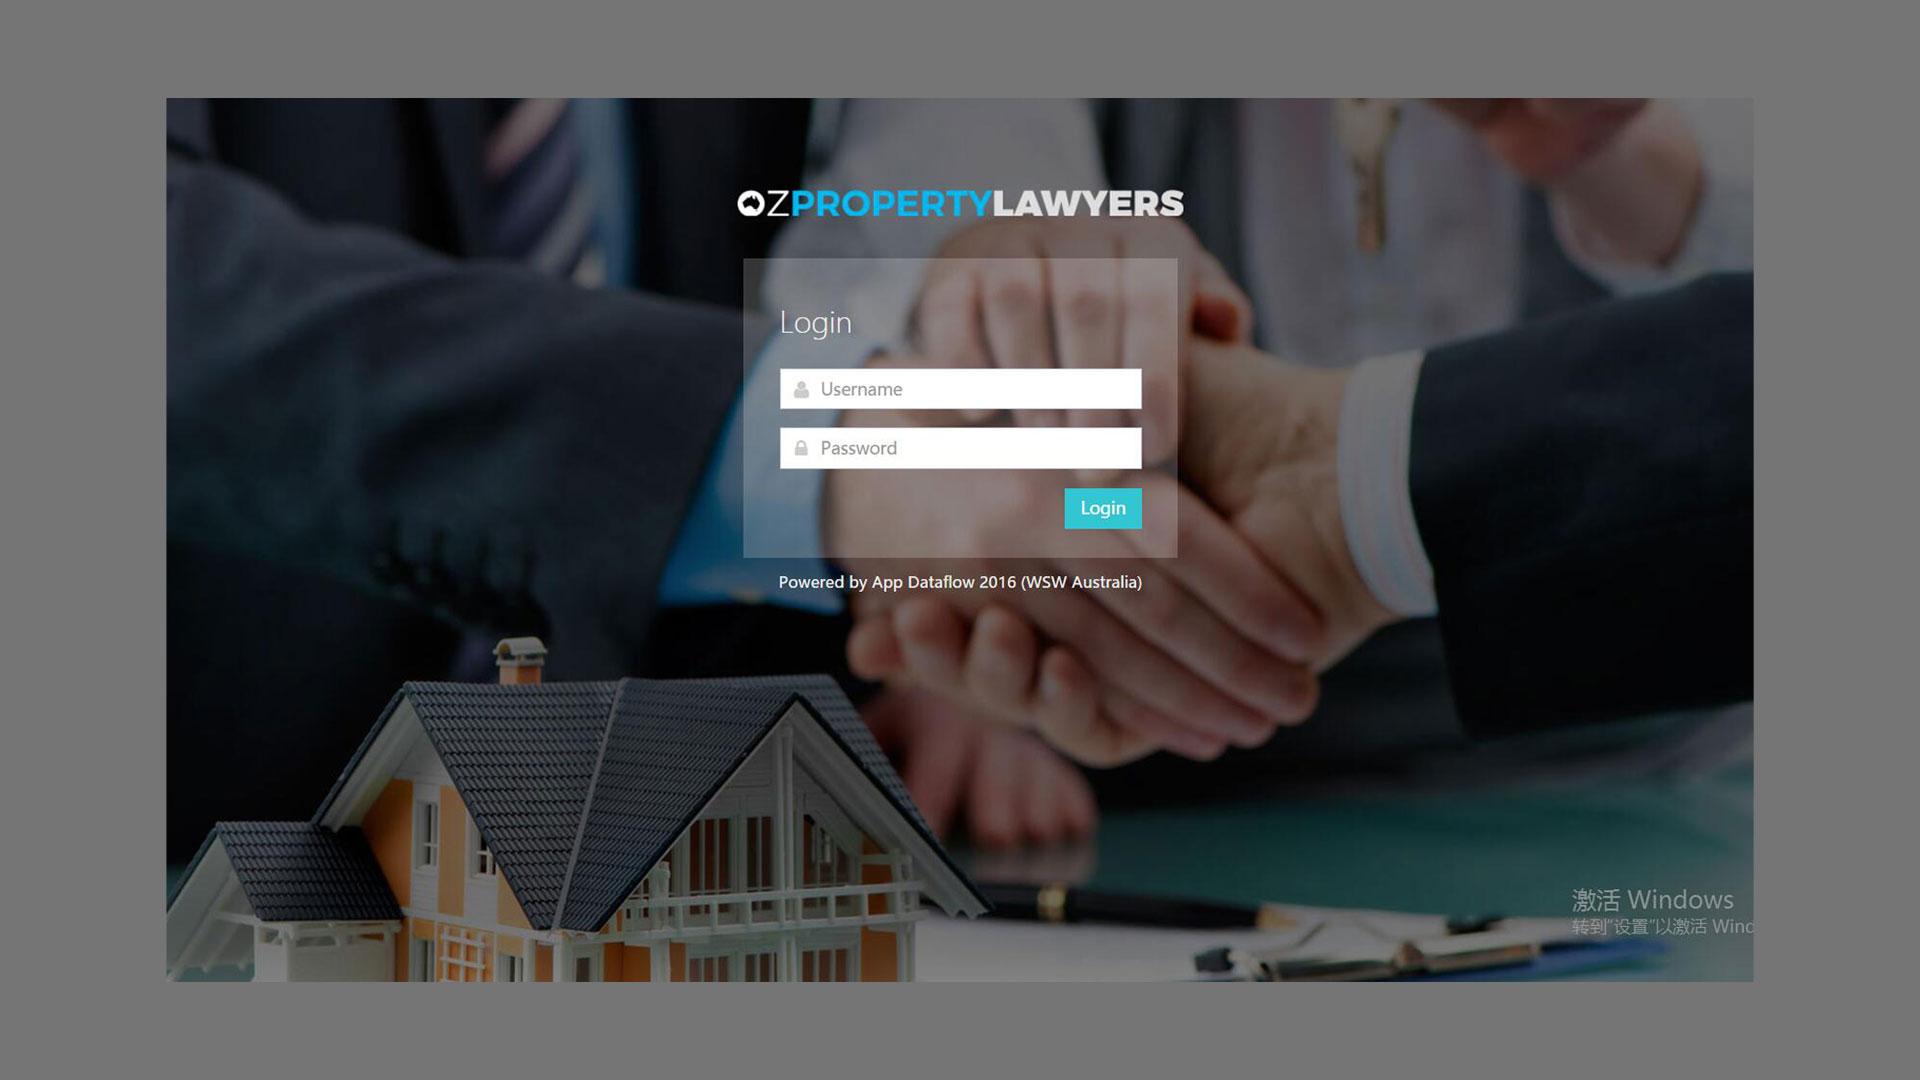 OZPROPERTYLAWYERS
Login
Username
Password
Login
Powered by App Dataflow 2016 (WSW Australia)
激活 Windows
转到"设置"以激活 Wind